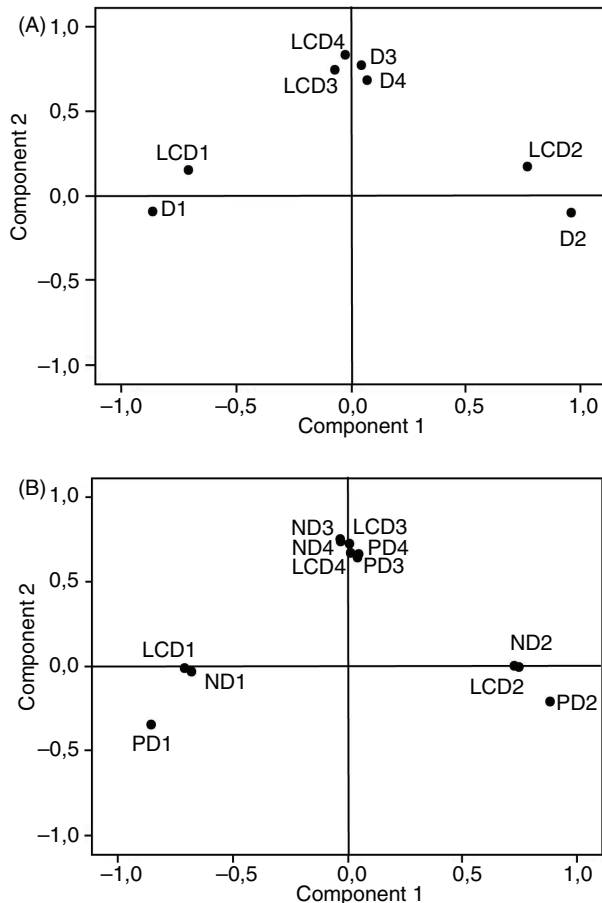 (A)
1,0
0,5
0,0
–0,5
–1,0
Component 2
LCD4
D3
LCD3
D4
LCD1
LCD2
D1
D2
–1,0
–0,5
0,0
0,5
1,0
Component 1
(B)
1,0
0,5
0,0
–0,5
–1,0
Component 2
ND3
LCD3
ND4
PD4
LCD4
PD3
LCD1
ND2
ND1
LCD2
PD2
PD1
–1,0
–0,5
0,0
0,5
1,0
Component 1